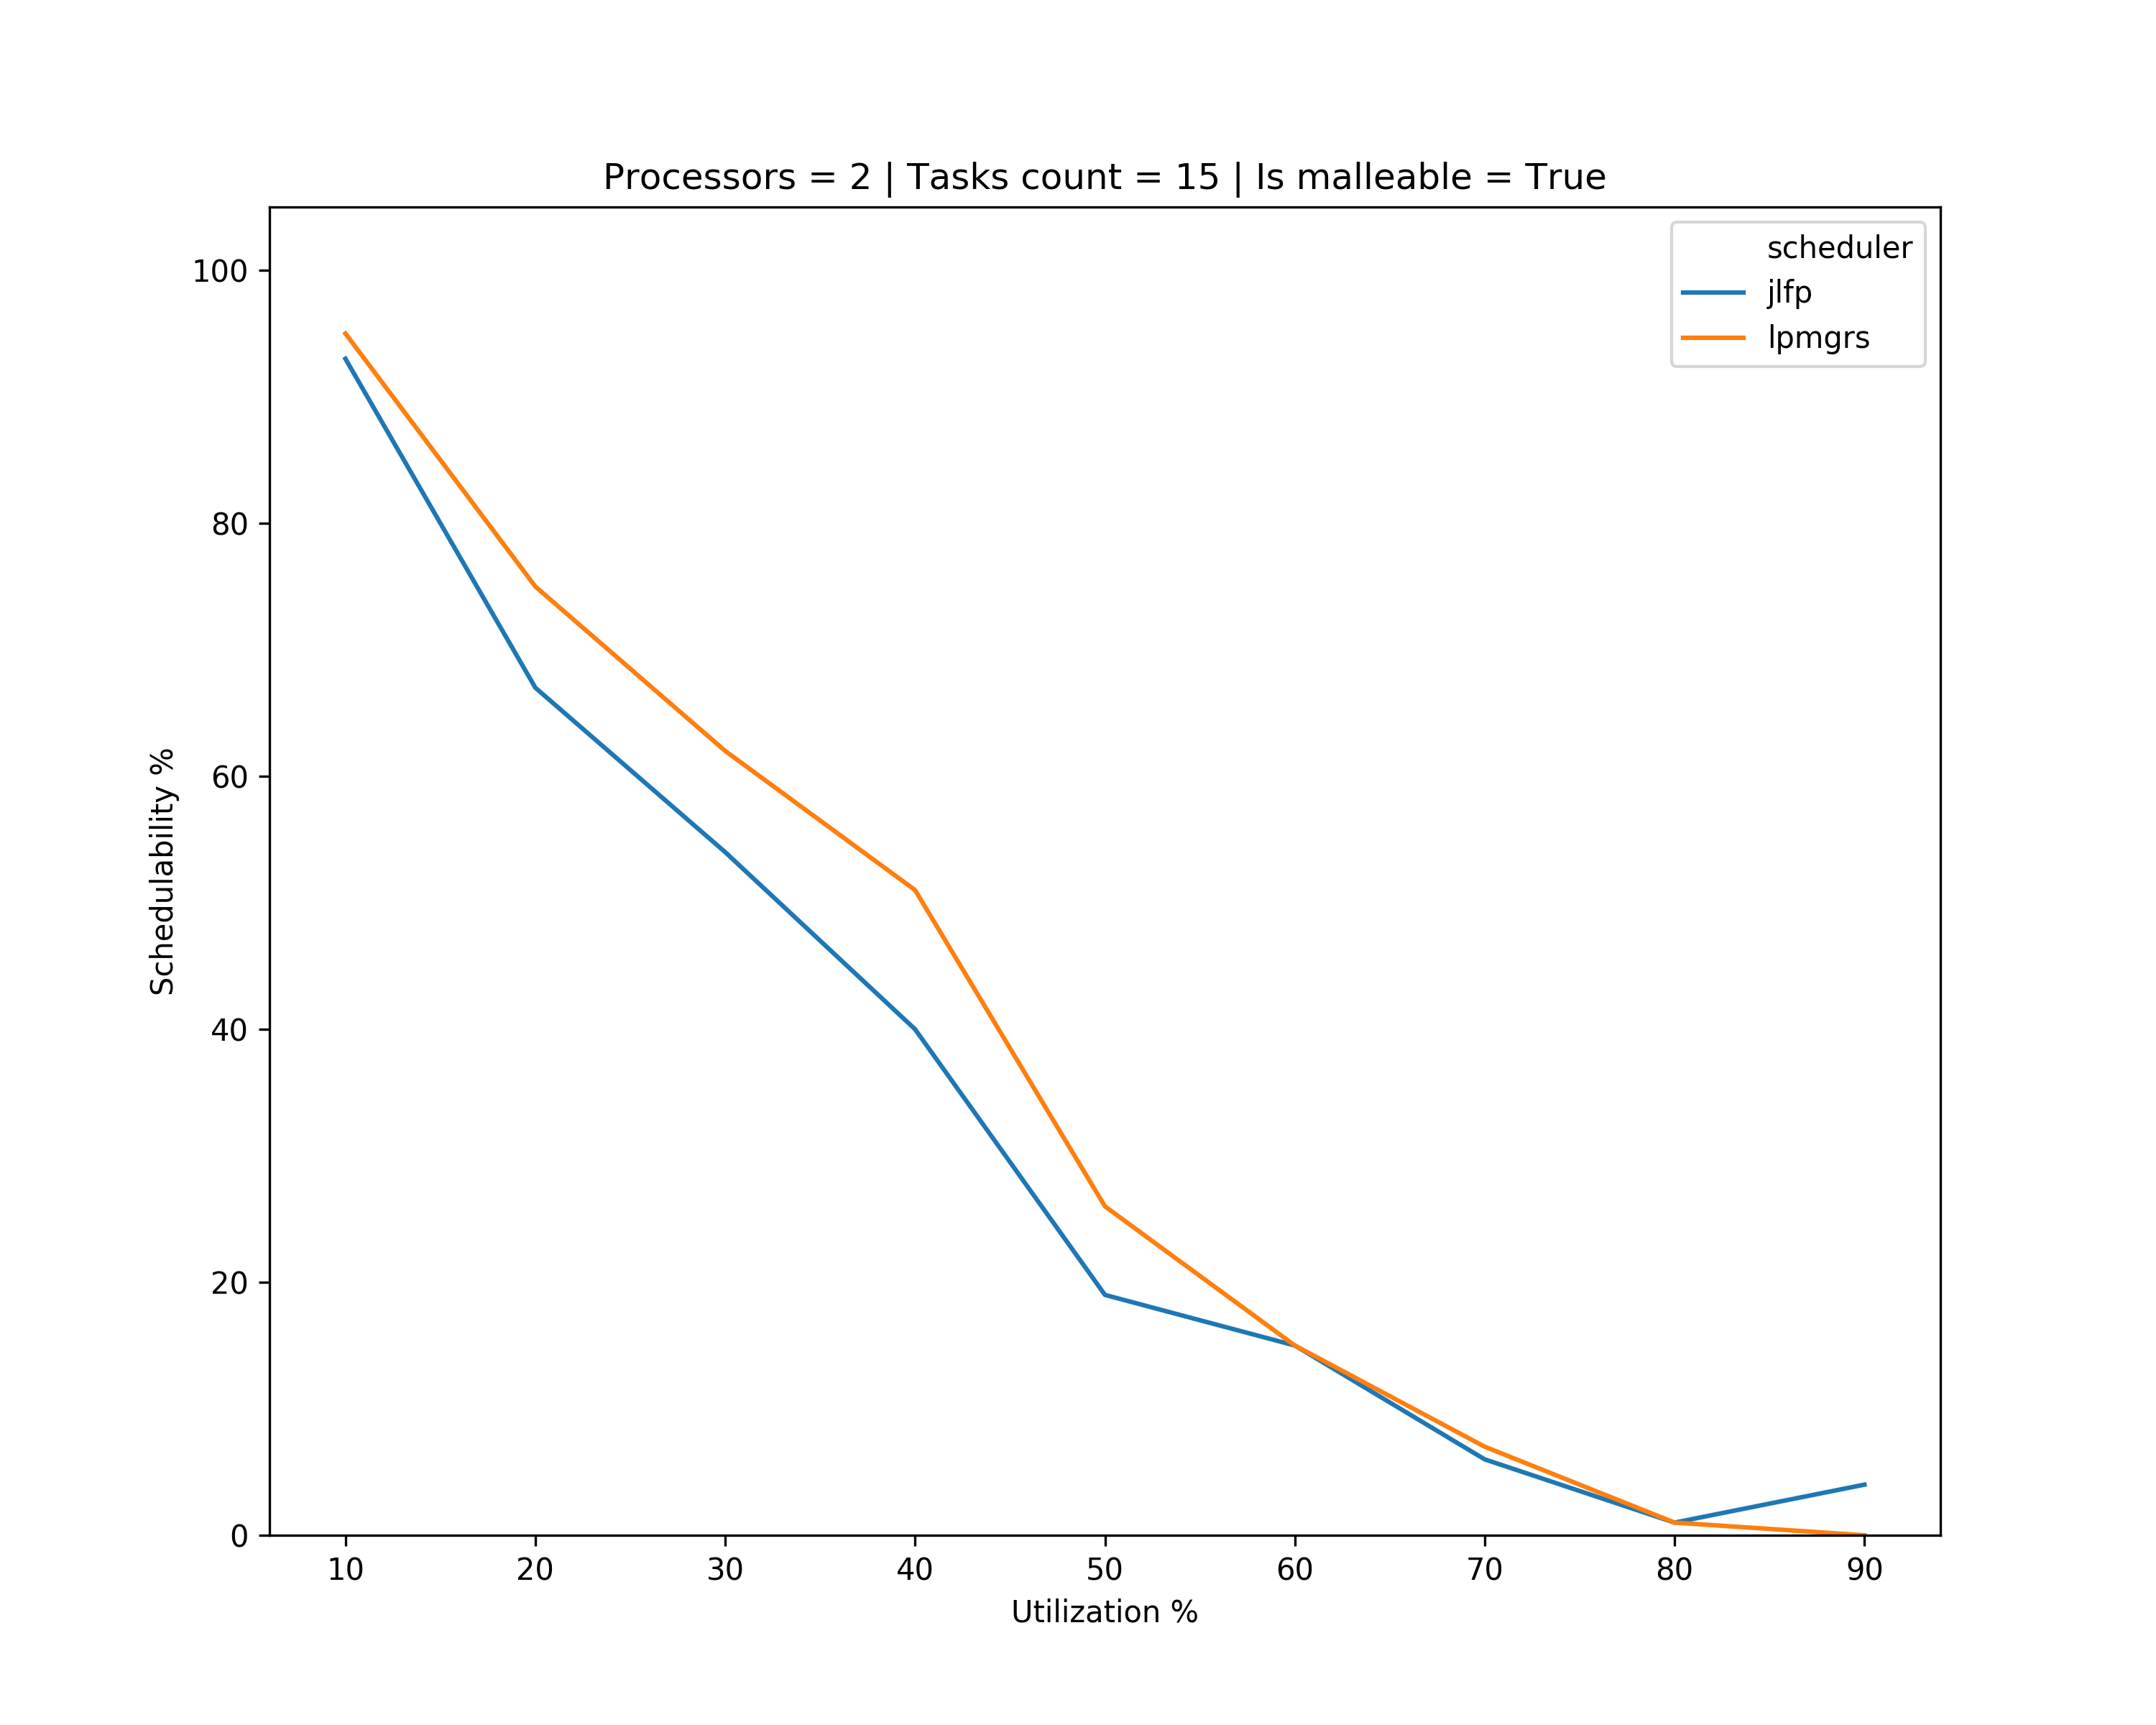 Processors = 2 | Tasks count = 15 | Is malleable = True
scheduler
jlfp
lpmgrs
100
80
60
40
20
0
Schedulability %
10 20 30 40 50 60 70 80 90
Utilization %